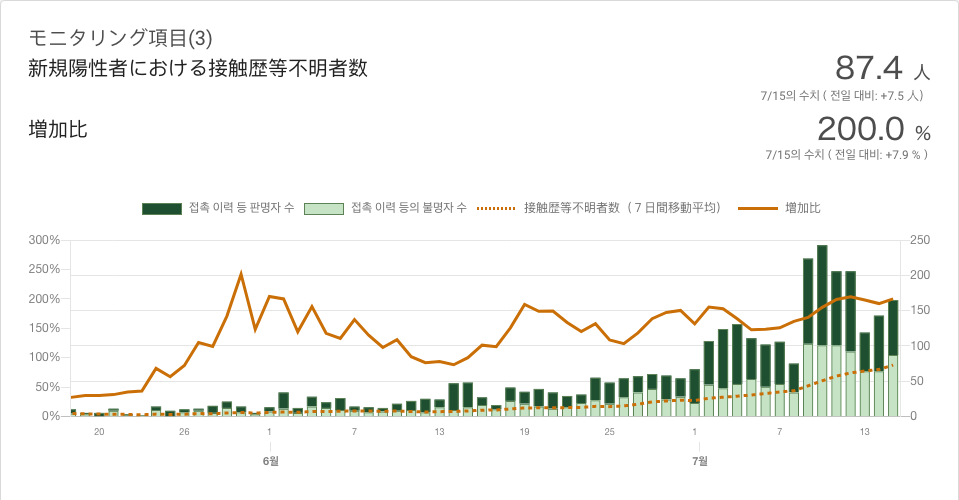 モニタリング項目(3)
新規陽性者における接触歴等不明者数
87.4 人
7/15의 수치 ( 전일 대비: +7.5 人)
増加比
200.0 %
7/15의 수치 ( 전일 대비: +7.9 % )
접촉 이력 등 판명자 수 접촉 이력 등의 불명자 수 接触歴等不明者数（７日間移動平均) 増加比
300% 250
250% 200
200% 150
150%
100% 100
50% 50
0% 0
20 26 1 7 13 19 25 1 7 13
6월 7월